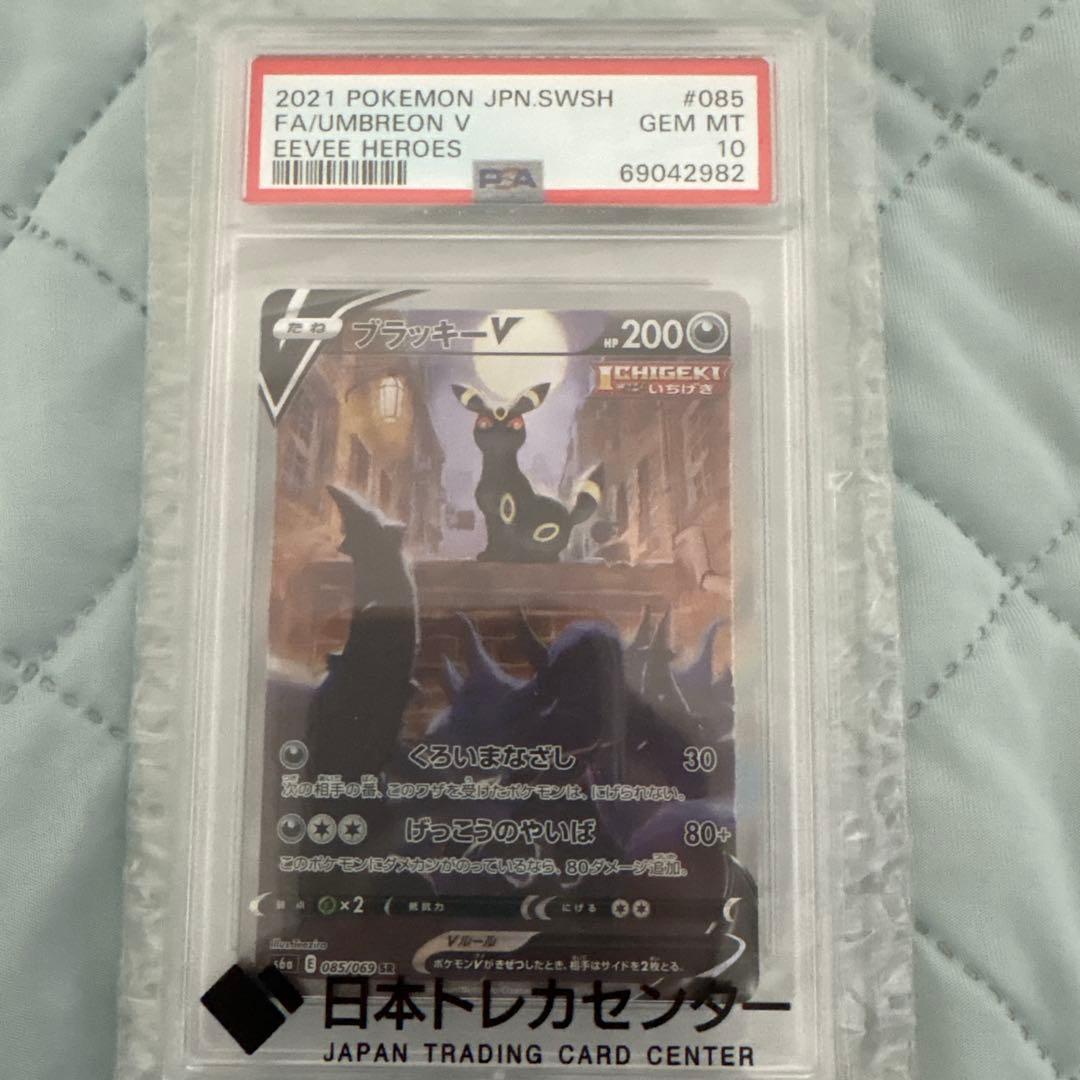 2021 POKEMON JPN.SWSH #085
FA/UMBREON V GEM MT
EEVEE HEROES 10
PSA 69042982
たね ブラッキーV HP 200
ICHIGEKI
いちげき
くろいまなざし 30
次の相手の番、このワザを受けたポケモンは、にげられない。
げっこうのやいば 80+
このポケモンにダメカンがのっているなら、80ダメージ追加。
弱点 ×2 抵抗力 にげる
Vルール
ポケモンVがきぜつしたとき、相手はサイドを2枚とる。
s6a E 085/069 SR
日本トレカセンター
JAPAN TRADING CARD CENTER